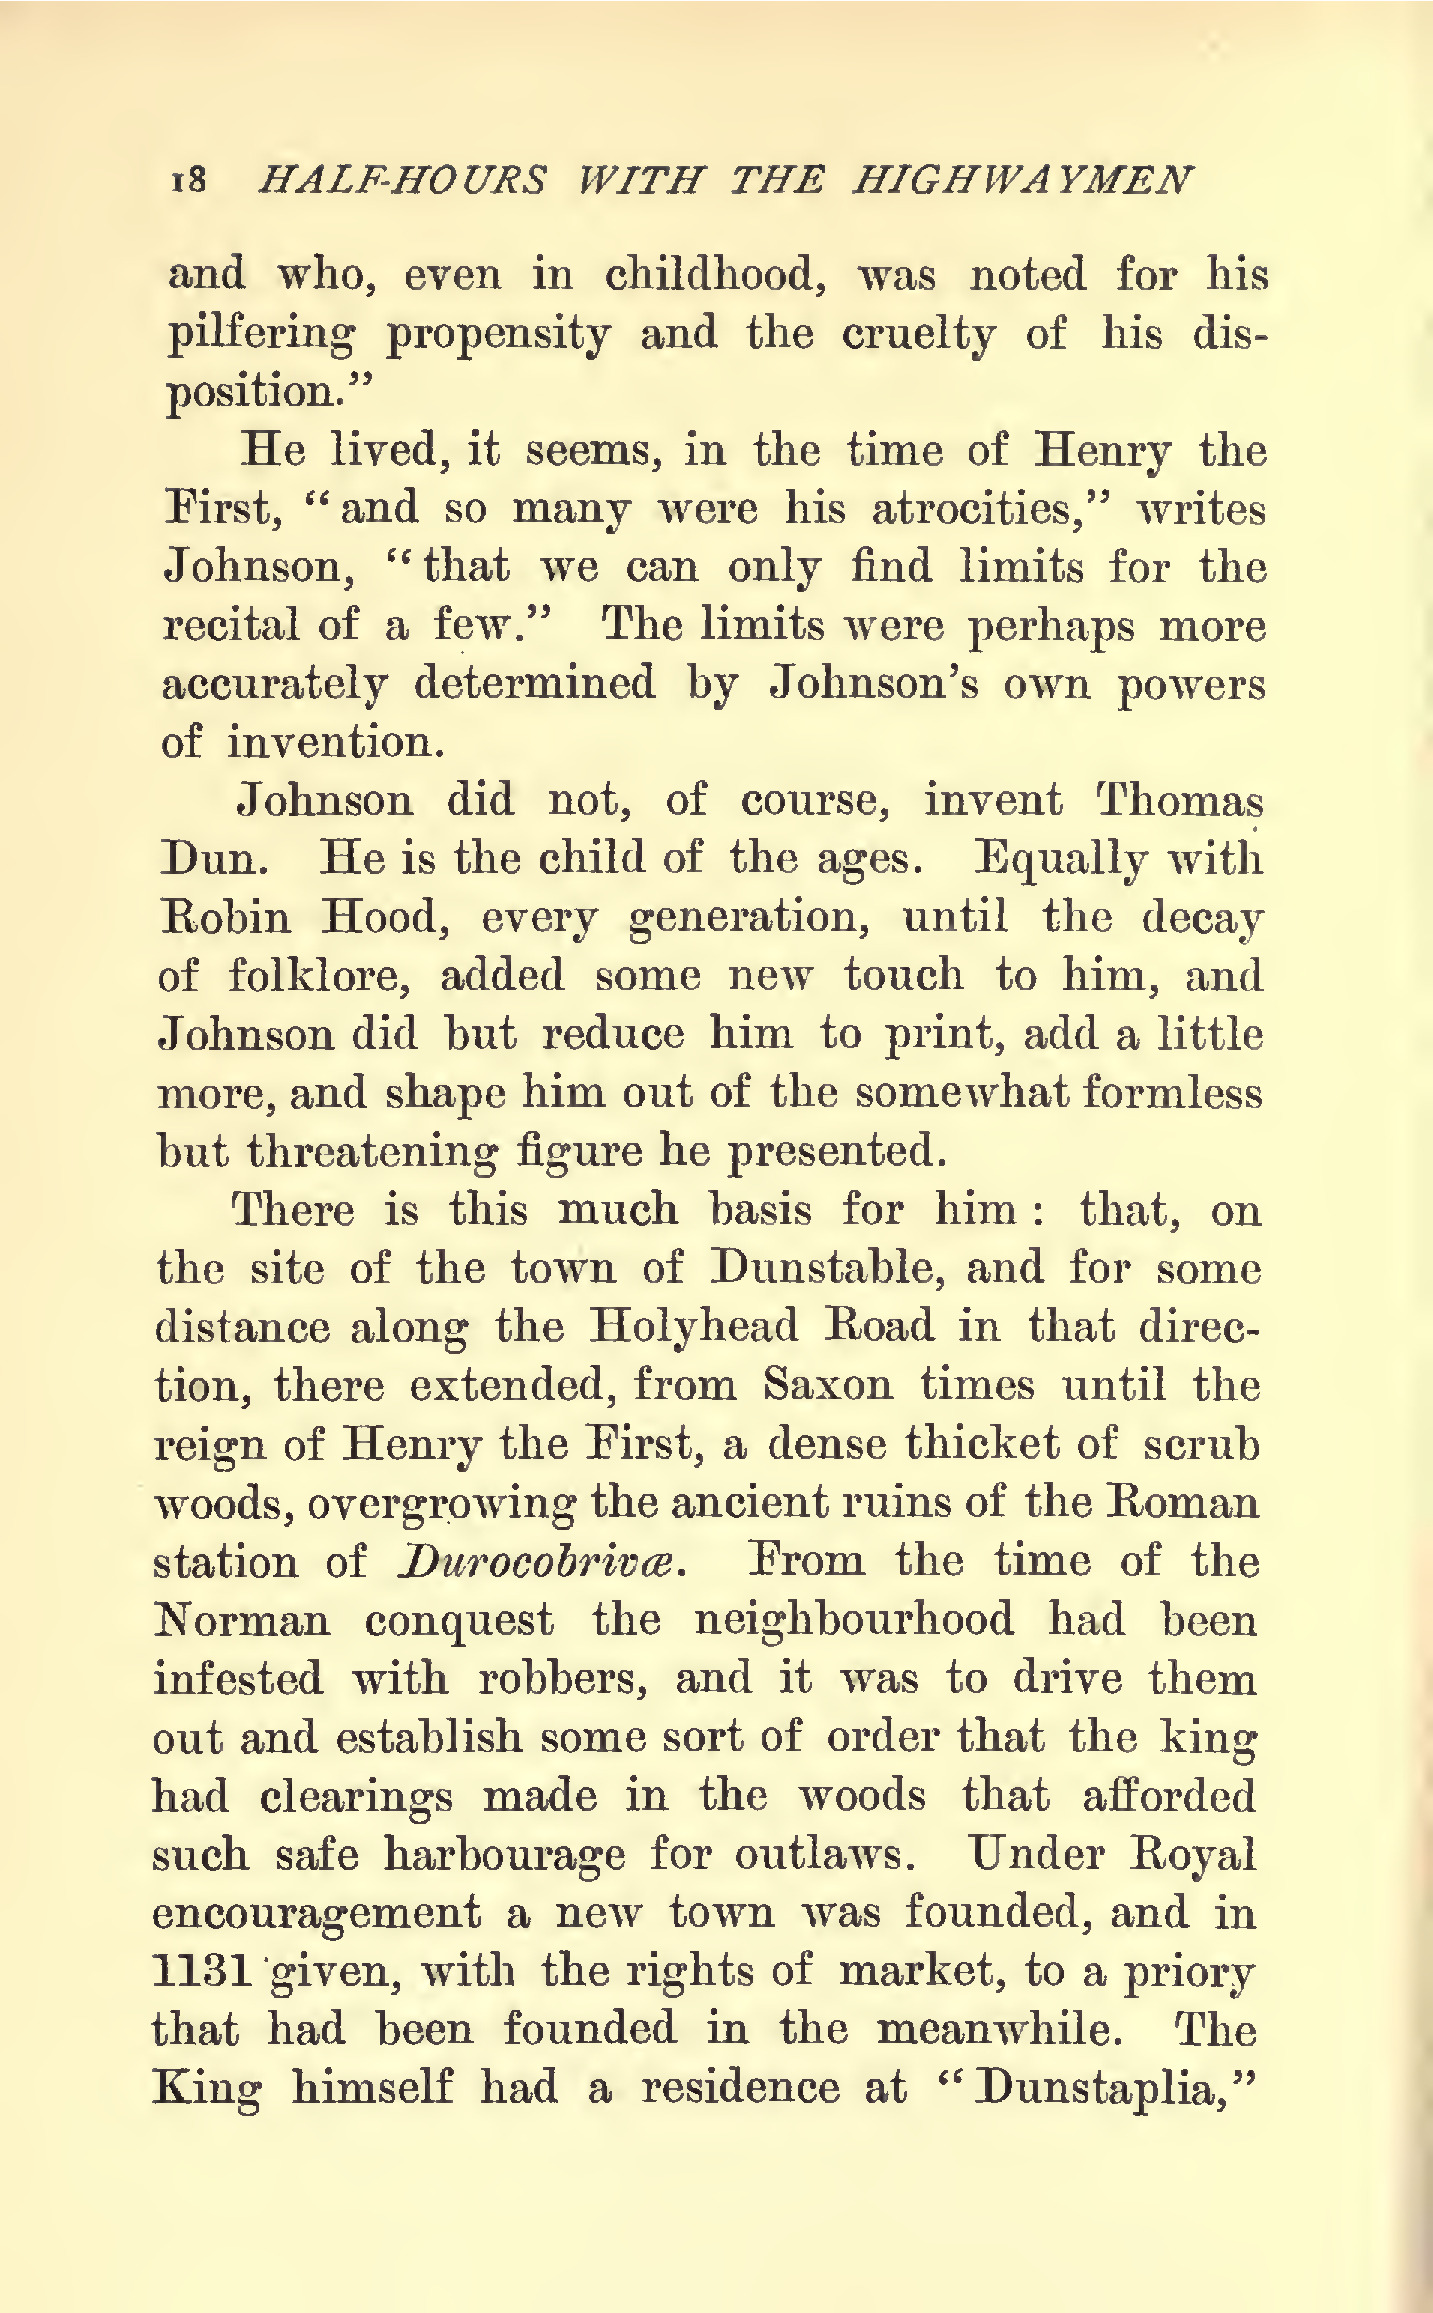 18 HALF-HOURS WITH THE HIGHWAYMEN
and who, even in childhood, was noted for his
pilfering propensity and the cruelty of his dis-
position.”
He lived, it seems, in the time of Henry the
First, “and so many were his atrocities,” writes
Johnson, “that we can only find limits for the
recital of a few.” The limits were perhaps more
accurately determined by Johnson’s own powers
of invention.
Johnson did not, of course, invent Thomas
Dun. He is the child of the ages. Equally with
Robin Hood, every generation, until the decay
of folklore, added some new touch to him, and
Johnson did but reduce him to print, add a little
more, and shape him out of the somewhat formless
but threatening figure he presented.
There is this much basis for him : that, on
the site of the town of Dunstable, and for some
distance along the Holyhead Road in that direc-
tion, there extended, from Saxon times until the
reign of Henry the First, a dense thicket of scrub
woods, overgrowing the ancient ruins of the Roman
station of Durocobrivæ. From the time of the
Norman conquest the neighbourhood had been
infested with robbers, and it was to drive them
out and establish some sort of order that the king
had clearings made in the woods that afforded
such safe harbourage for outlaws. Under Royal
encouragement a new town was founded, and in
1131 given, with the rights of market, to a priory
that had been founded in the meanwhile. The
King himself had a residence at “Dunstaplia,”